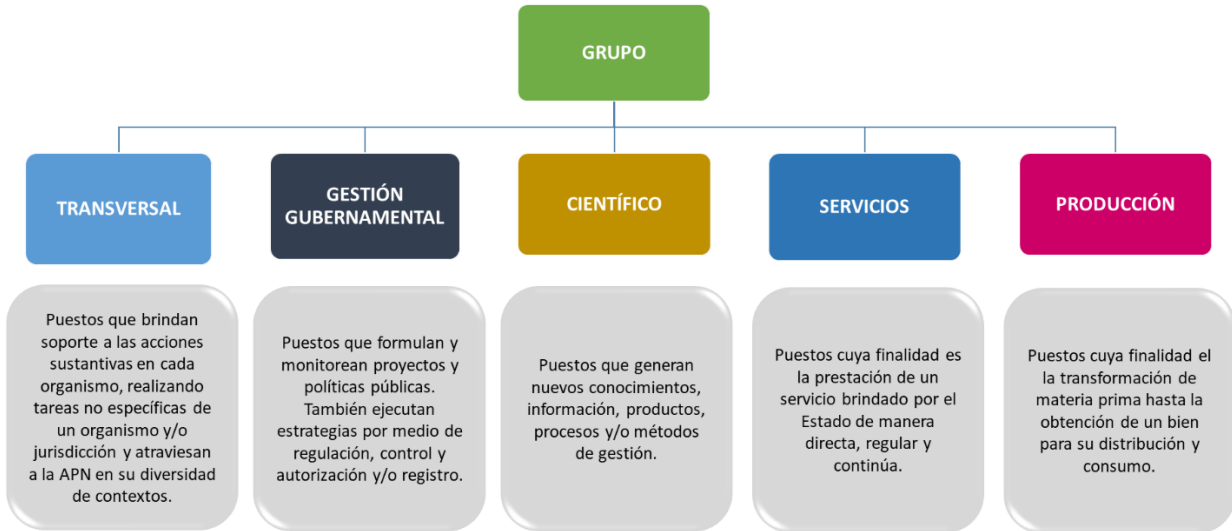 GRUPO
TRANSVERSAL
GESTIÓN
GUBERNAMENTAL
CIENTÍFICO
SERVICIOS
PRODUCCIÓN
Puestos que brindan
soporte a las acciones
sustantivas en cada
organismo, realizando
tareas no específicas de
un organismo y/o
jurisdicción y atraviesan
a la APN en su diversidad
de contextos.
Puestos que formulan y
monitorean proyectos y
políticas públicas.
También ejecutan
estrategias por medio de
regulación, control y
autorización y/o registro.
Puestos que generan
nuevos conocimientos,
información, productos,
procesos y/o métodos
de gestión.
Puestos cuya finalidad es
la prestación de un
servicio brindado por el
Estado de manera
directa, regular y
continúa.
Puestos cuya finalidad el
la transformación de
materia prima hasta la
obtención de un bien
para su distribución y
consumo.